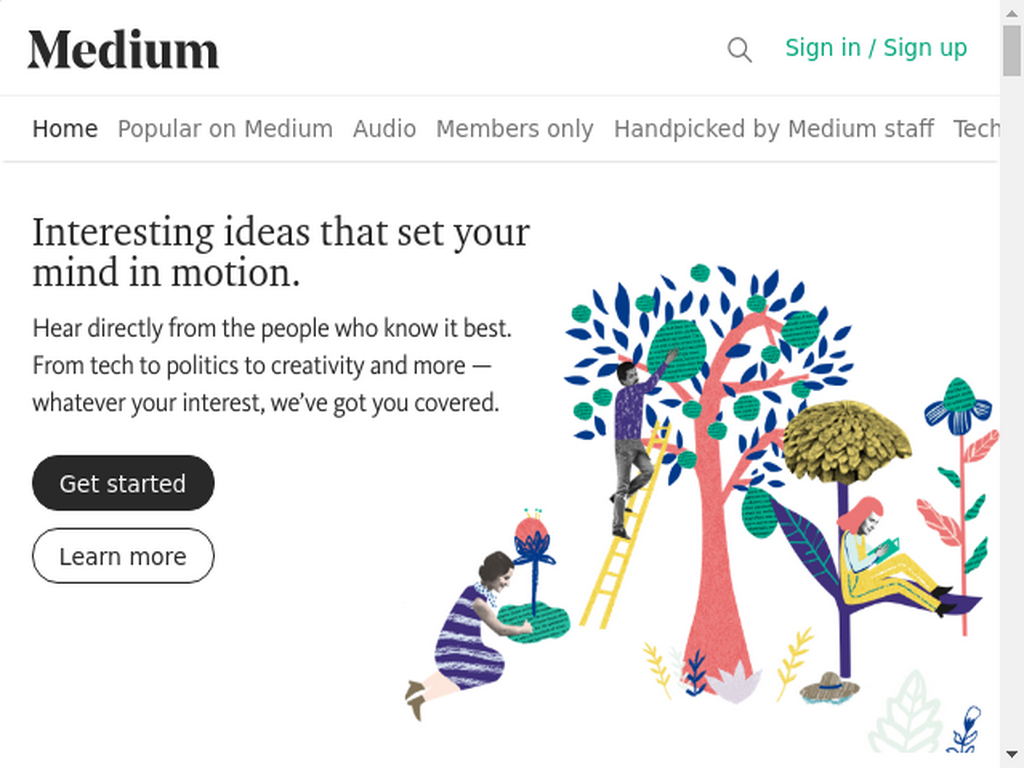 Medium
Sign in / Sign up
Home Popular on Medium Audio Members only Handpicked by Medium staff Tech
Interesting ideas that set your
mind in motion.
Hear directly from the people who know it best.
From tech to politics to creativity and more —
whatever your interest, we’ve got you covered.
Get started
Learn more